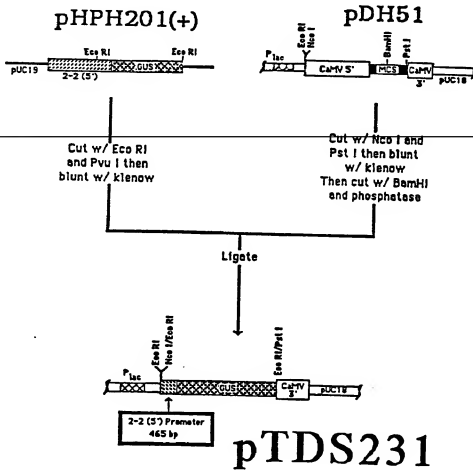 pHPH201(+)
pDH51
Eco RI
Eco RI
pUC19
2-2 (5')
GUS
Eco RI
Nco I
BamHI
Pst I
P lac
CaMV 5'
MCS
CaMV
3'
pUC18
Cut w/ Eco RI
and Pvu I then
blunt w/ klenow
Cut w/ Nco I and
Pst I then blunt
w/ klenow
Then cut w/ BamHI
and phosphatase
Ligate
Eco RI
Nco I/Eco RI
Eco RI/Pst I
P lac
GUS
CaMV
3'
pUC18
2-2 (5') Promoter
465 bp
pTDS231